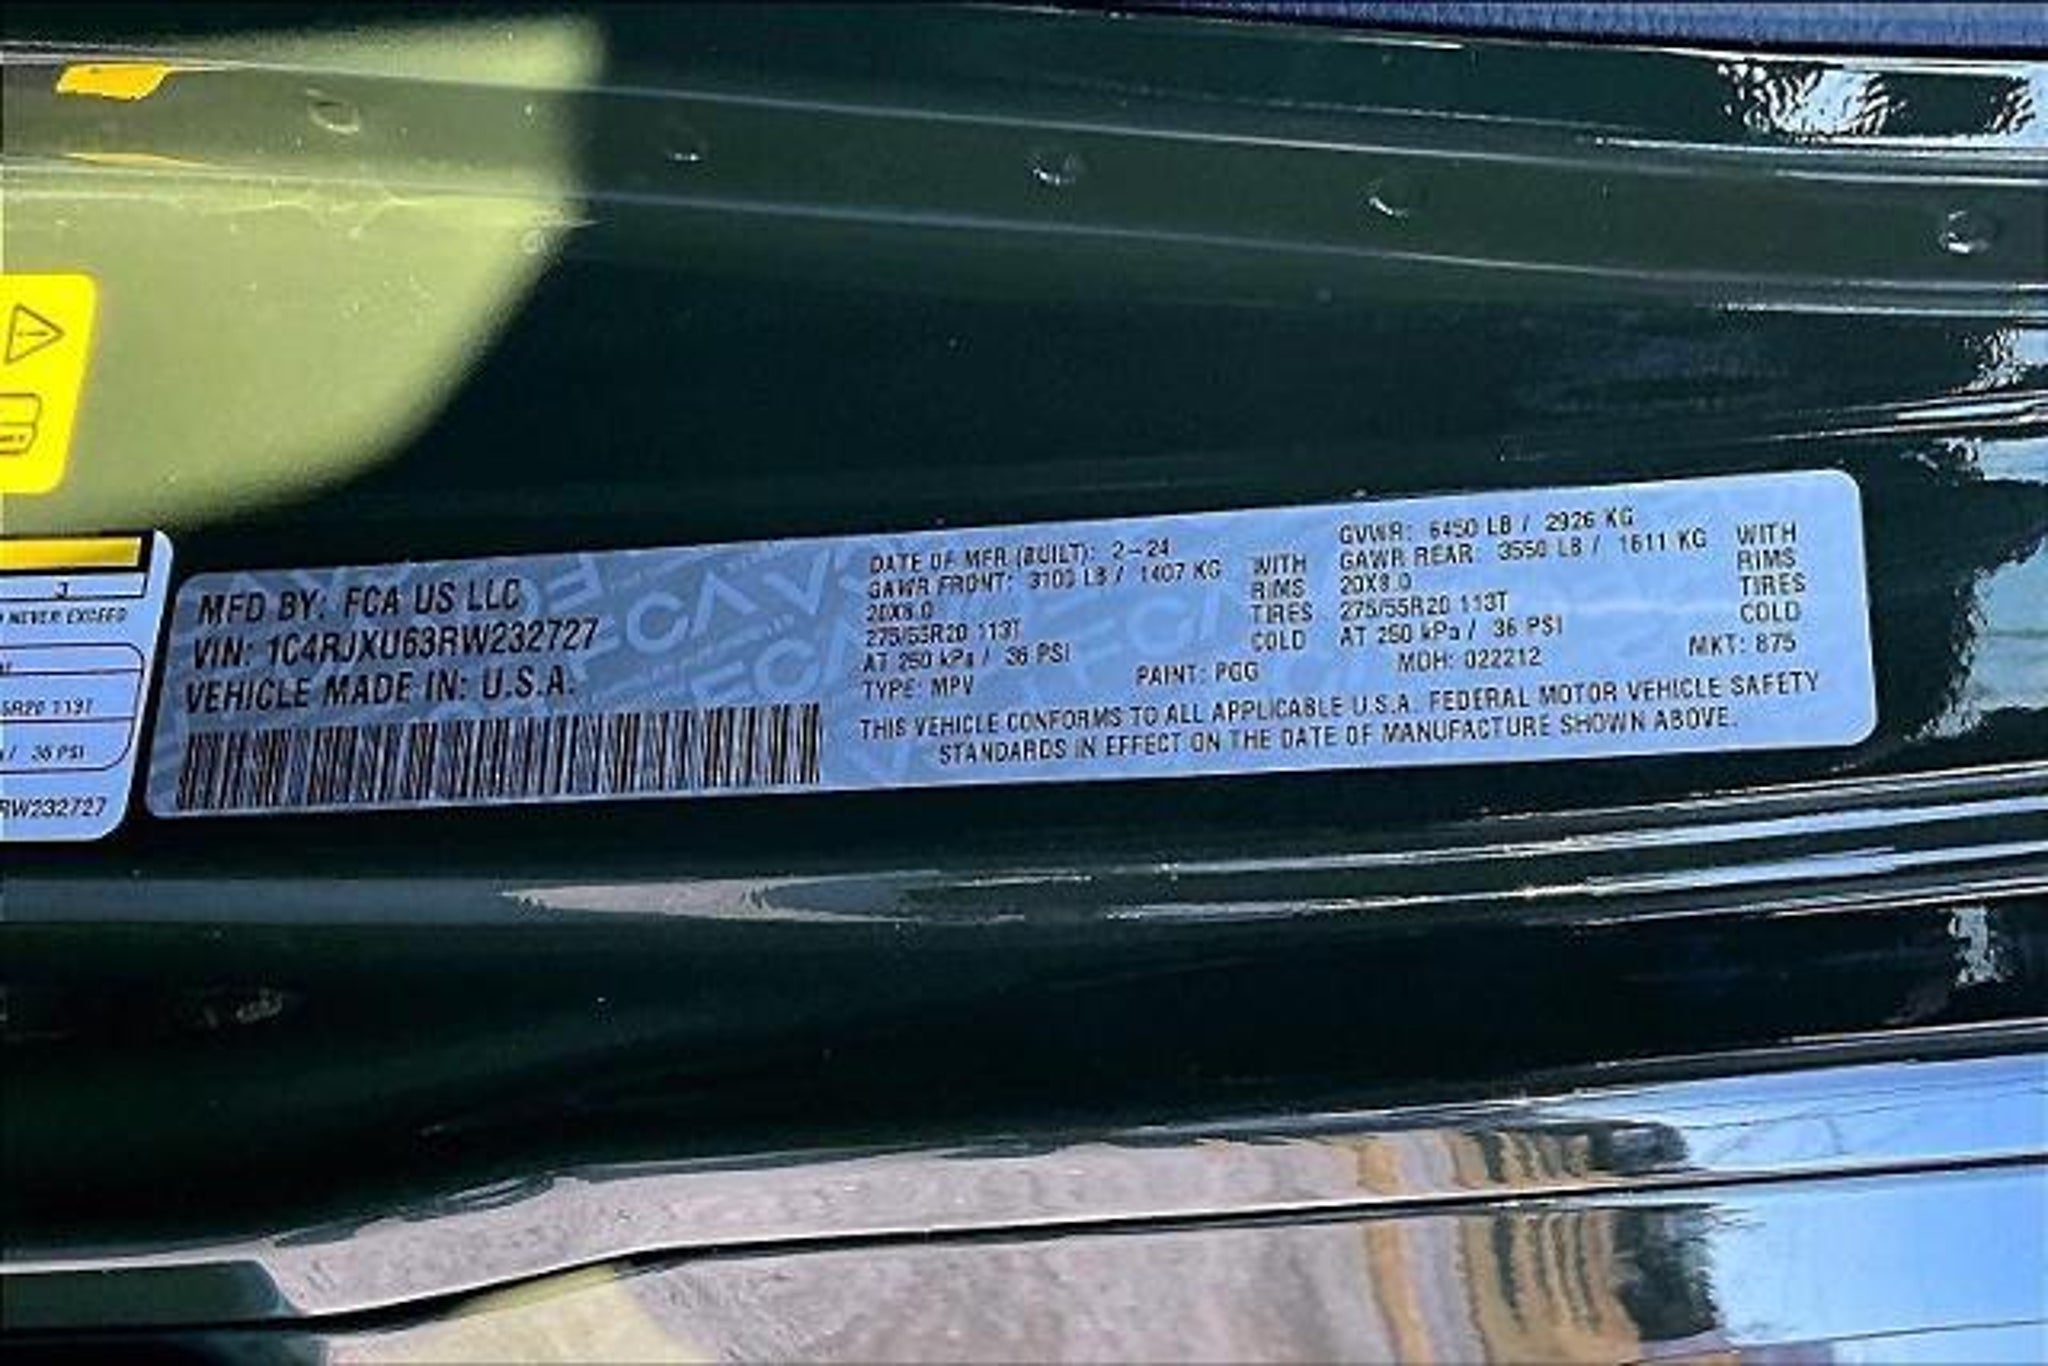 3
NEVER EXCEED
5R20 113T
/ 36 PSI
RW232727
MFD BY: FCA US LLC
VIN: 1C4RJXU63RW232727
VEHICLE MADE IN: U.S.A.
DATE OF MFR (BUILT): 2-24
GAWR FRONT: 3100 LB / 1407 KG WITH
20X8.0 RIMS
275/55R20 113T TIRES
AT 250 kPa / 36 PSI COLD
TYPE: MPV PAINT: PGG
GVWR: 6450 LB / 2926 KG
GAWR REAR: 3550 LB / 1611 KG WITH
20X8.0 RIMS
275/55R20 113T TIRES
AT 250 kPa / 36 PSI COLD
MDH: 022212 MKT: 875
THIS VEHICLE CONFORMS TO ALL APPLICABLE U.S.A. FEDERAL MOTOR VEHICLE SAFETY
STANDARDS IN EFFECT ON THE DATE OF MANUFACTURE SHOWN ABOVE.